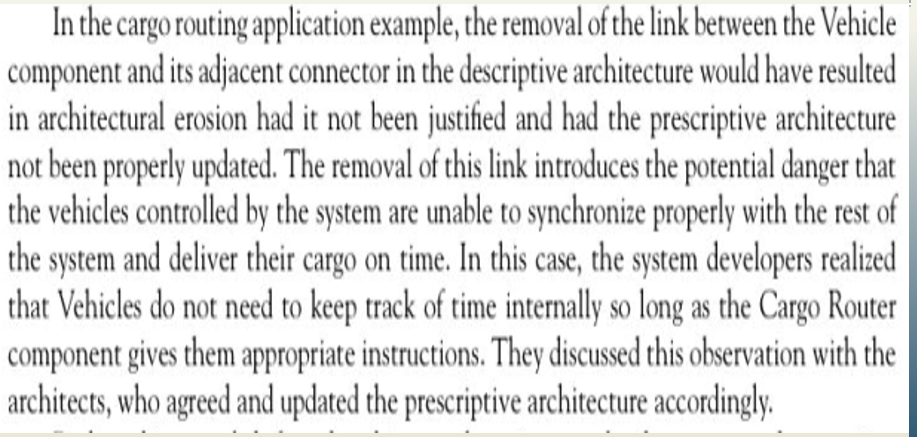 In the cargo routing application example, the removal of the link between the Vehicle
component and its adjacent connector in the descriptive architecture would have resulted
in architectural erosion had it not been justified and had the prescriptive architecture
not been properly updated. The removal of this link introduces the potential danger that
the vehicles controlled by the system are unable to synchronize properly with the rest of
the system and deliver their cargo on time. In this case, the system developers realized
that Vehicles do not need to keep track of time internally so long as the Cargo Router
component gives them appropriate instructions. They discussed this observation with the
architects, who agreed and updated the prescriptive architecture accordingly.